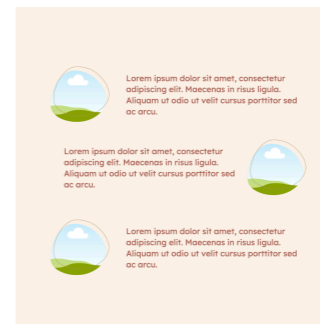 Lorem ipsum dolor sit amet, consectetur
adipiscing elit. Maecenas in risus ligula.
Aliquam ut odio ut velit cursus porttitor sed
ac arcu.
Lorem ipsum dolor sit amet, consectetur
adipiscing elit. Maecenas in risus ligula.
Aliquam ut odio ut velit cursus porttitor sed
ac arcu.
Lorem ipsum dolor sit amet, consectetur
adipiscing elit. Maecenas in risus ligula.
Aliquam ut odio ut velit cursus porttitor sed
ac arcu.